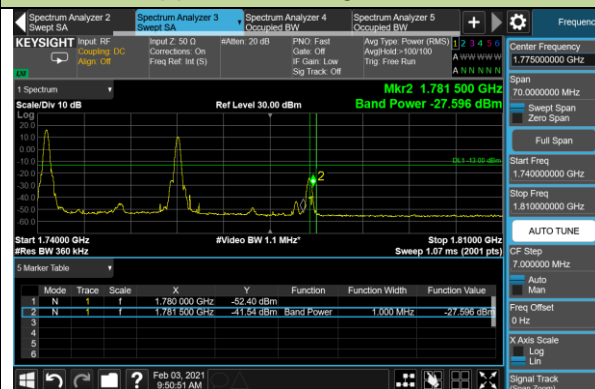 Spectrum Analyzer 2
Swept SA
Spectrum Analyzer 3
Swept SA
Spectrum Analyzer 4
Occupied BW
Spectrum Analyzer 5
Occupied BW
Frequenc
KEYSIGHT
Input: RF
Coupling: DC
Align: Off
Input Z: 50 Ω
Corrections: On
Freq Ref: Int (S)
#Atten: 20 dB
PNO: Fast
Gate: Off
IF Gain: Low
Sig Track: Off
Avg Type: Power (RMS)
Avg|Hold:>100/100
Trig: Free Run
1 2 3 4 5 6
A W W W W W
A N N N N N
LXI
1 Spectrum
Scale/Div 10 dB
Log
Ref Level 30.00 dBm
Mkr2 1.781 500 GHz
Band Power -27.596 dBm
20.0
10.0
0.00
-10.0
-20.0
-30.0
-40.0
-50.0
-60.0
DL1 -13.00 dBm
2
Start 1.74000 GHz
#Res BW 360 kHz
#Video BW 1.1 MHz*
Stop 1.81000 GHz
Sweep 1.07 ms (2001 pts)
5 Marker Table
Mode Trace Scale X Y Function Function Width Function Value
1 N 1 f 1.780 000 GHz -52.40 dBm
2 N 1 f 1.781 500 GHz -41.54 dBm Band Power 1.000 MHz -27.596 dBm
3
4
5
6
Feb 03, 2021
9:50:51 AM
Center Frequency
1.775000000 GHz
Span
70.0000000 MHz
Swept Span
Zero Span
Full Span
Start Freq
1.740000000 GHz
Stop Freq
1.810000000 GHz
AUTO TUNE
CF Step
7.000000 MHz
Auto
Man
Freq Offset
0 Hz
X Axis Scale
Log
Lin
Signal Track
(Span Zoom)